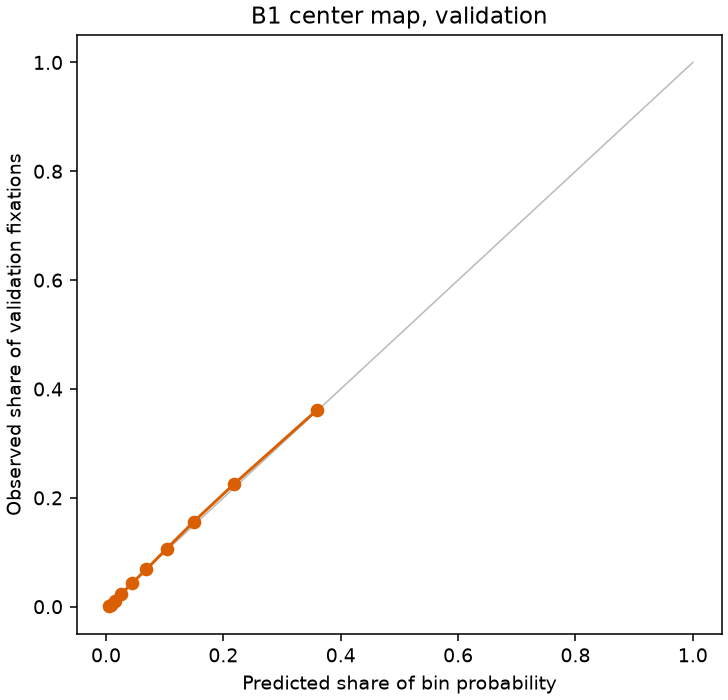 B1 center map, validation
Observed share of validation fixations
1.0
0.8
0.6
0.4
0.2
0.0
0.0 0.2 0.4 0.6 0.8 1.0
Predicted share of bin probability